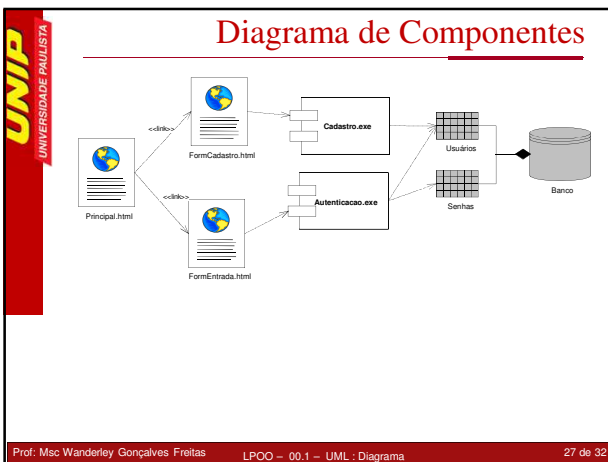 Diagrama de Componentes
UNIP
UNIVERSIDADE PAULISTA
<<link>>
FormCadastro.html
Cadastro.exe
Usuários
Banco
Principal.html
<<link>>
Autenticacao.exe
Senhas
FormEntrada.html
Prof: Msc Wanderley Gonçalves Freitas
LPOO – 00.1 – UML : Diagrama
27 de 32